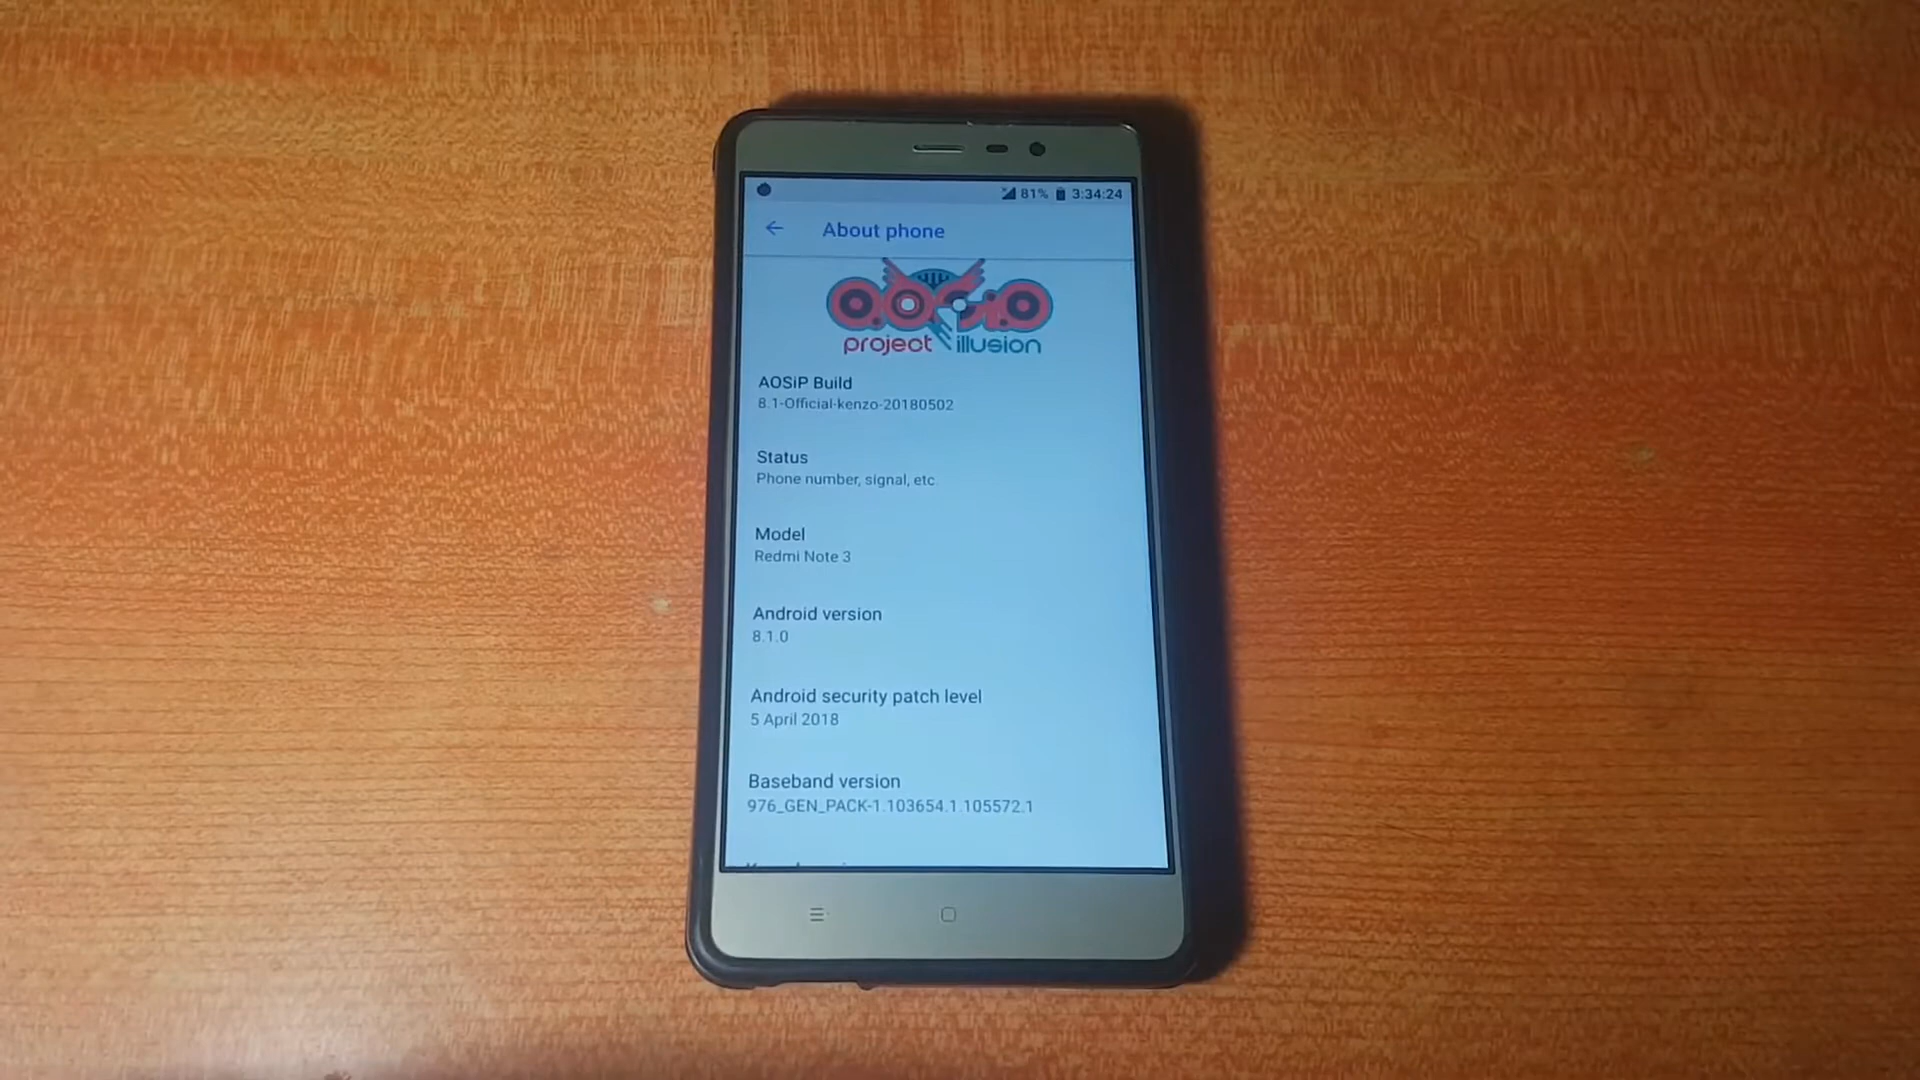 81% 3:34:24
About phone
aosip
project illusion
AOSiP Build
8.1-Official-kenzo-20180502
Status
Phone number, signal, etc.
Model
Redmi Note 3
Android version
8.1.0
Android security patch level
5 April 2018
Baseband version
976_GEN_PACK-1.103654.1.105572.1